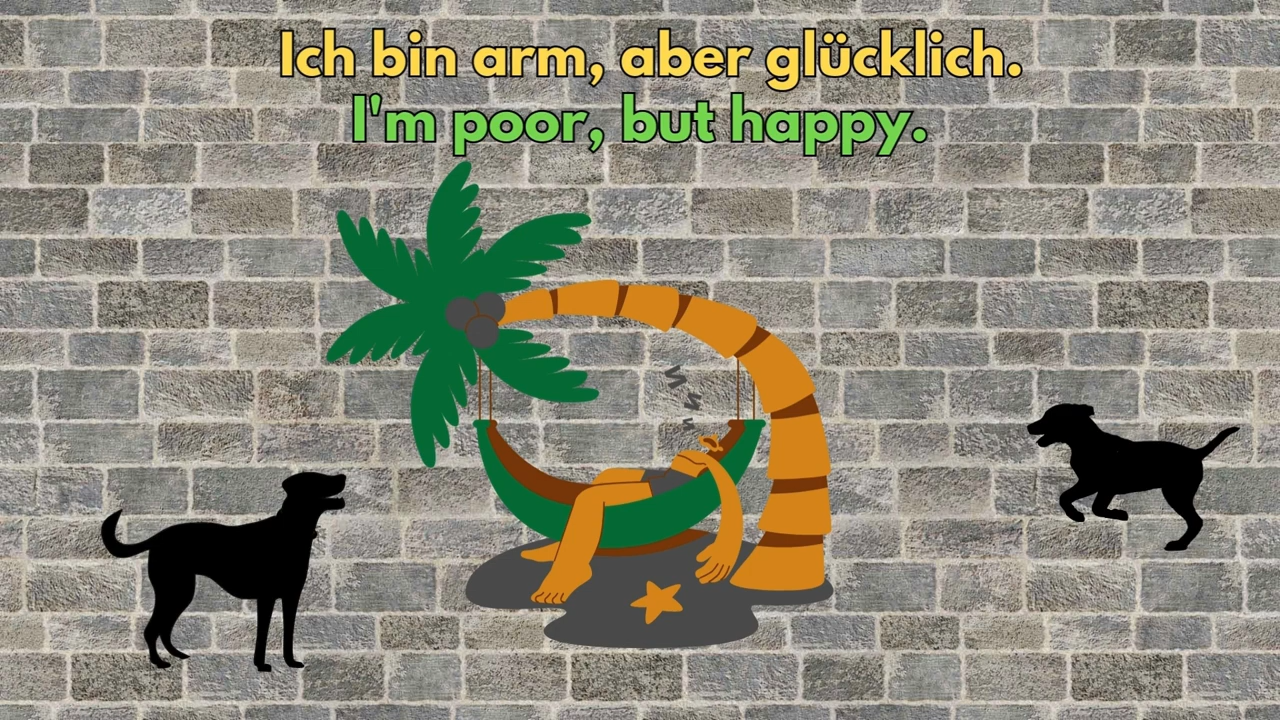 Ich bin arm, aber glücklich.
I'm poor, but happy.